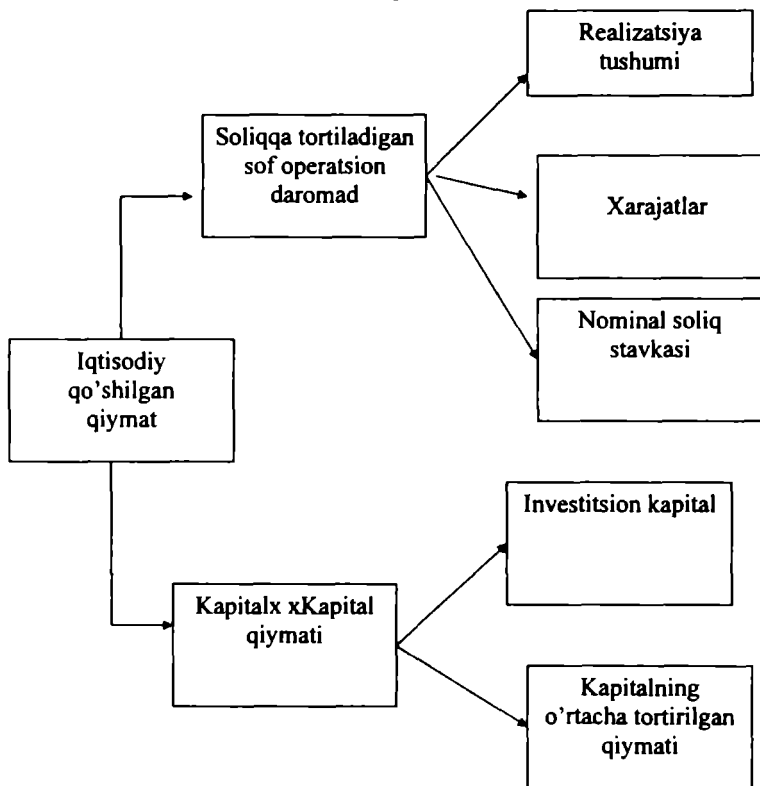 Realizatsiya
tushumi
Soliqqa tortiladigan
sof operatsion
daromad
Xarajatlar
Nominal soliq
stavkasi
Iqtisodiy
qo’shilgan
qiymat
Investitsion kapital
Kapitalx xKapital
qiymati
Kapitalning
o’rtacha tortirilgan
qiymati